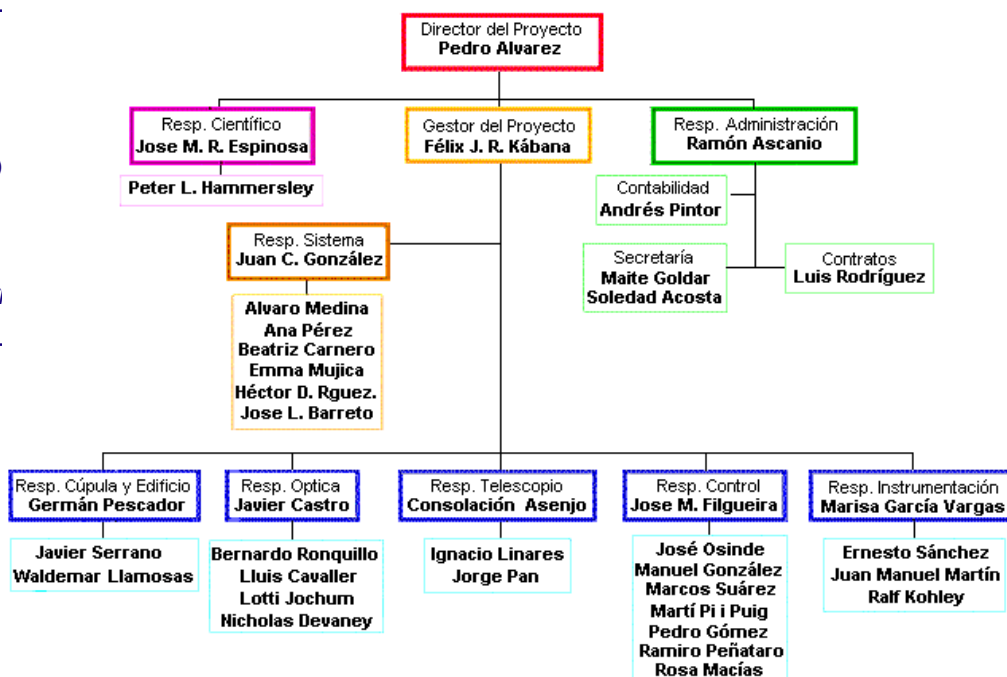 Director del Proyecto
Pedro Alvarez
Resp. Científico
Jose M. R. Espinosa
Gestor del Proyecto
Félix J. R. Kábana
Resp. Administración
Ramón Ascanio
Peter L. Hammersley
Contabilidad
Andrés Pintor
Resp. Sistema
Juan C. González
Secretaría
Maite Goldar
Soledad Acosta
Contratos
Luis Rodríguez
Alvaro Medina
Ana Pérez
Beatriz Carnero
Emma Mujica
Héctor D. Rguez.
Jose L. Barreto
Resp. Cúpula y Edificio
Germán Pescador
Resp. Optica
Javier Castro
Resp. Telescopio
Consolación Asenjo
Resp. Control
Jose M. Filgueira
Resp. Instrumentación
Marisa García Vargas
Javier Serrano
Waldemar Llamosas
Bernardo Ronquillo
Lluis Cavaller
Lotti Jochum
Nicholas Devaney
Ignacio Linares
Jorge Pan
José Osinde
Manuel González
Marcos Suárez
Martí Pi i Puig
Pedro Gómez
Ramiro Peñataro
Rosa Macías
Ernesto Sánchez
Juan Manuel Martín
Ralf Kohley